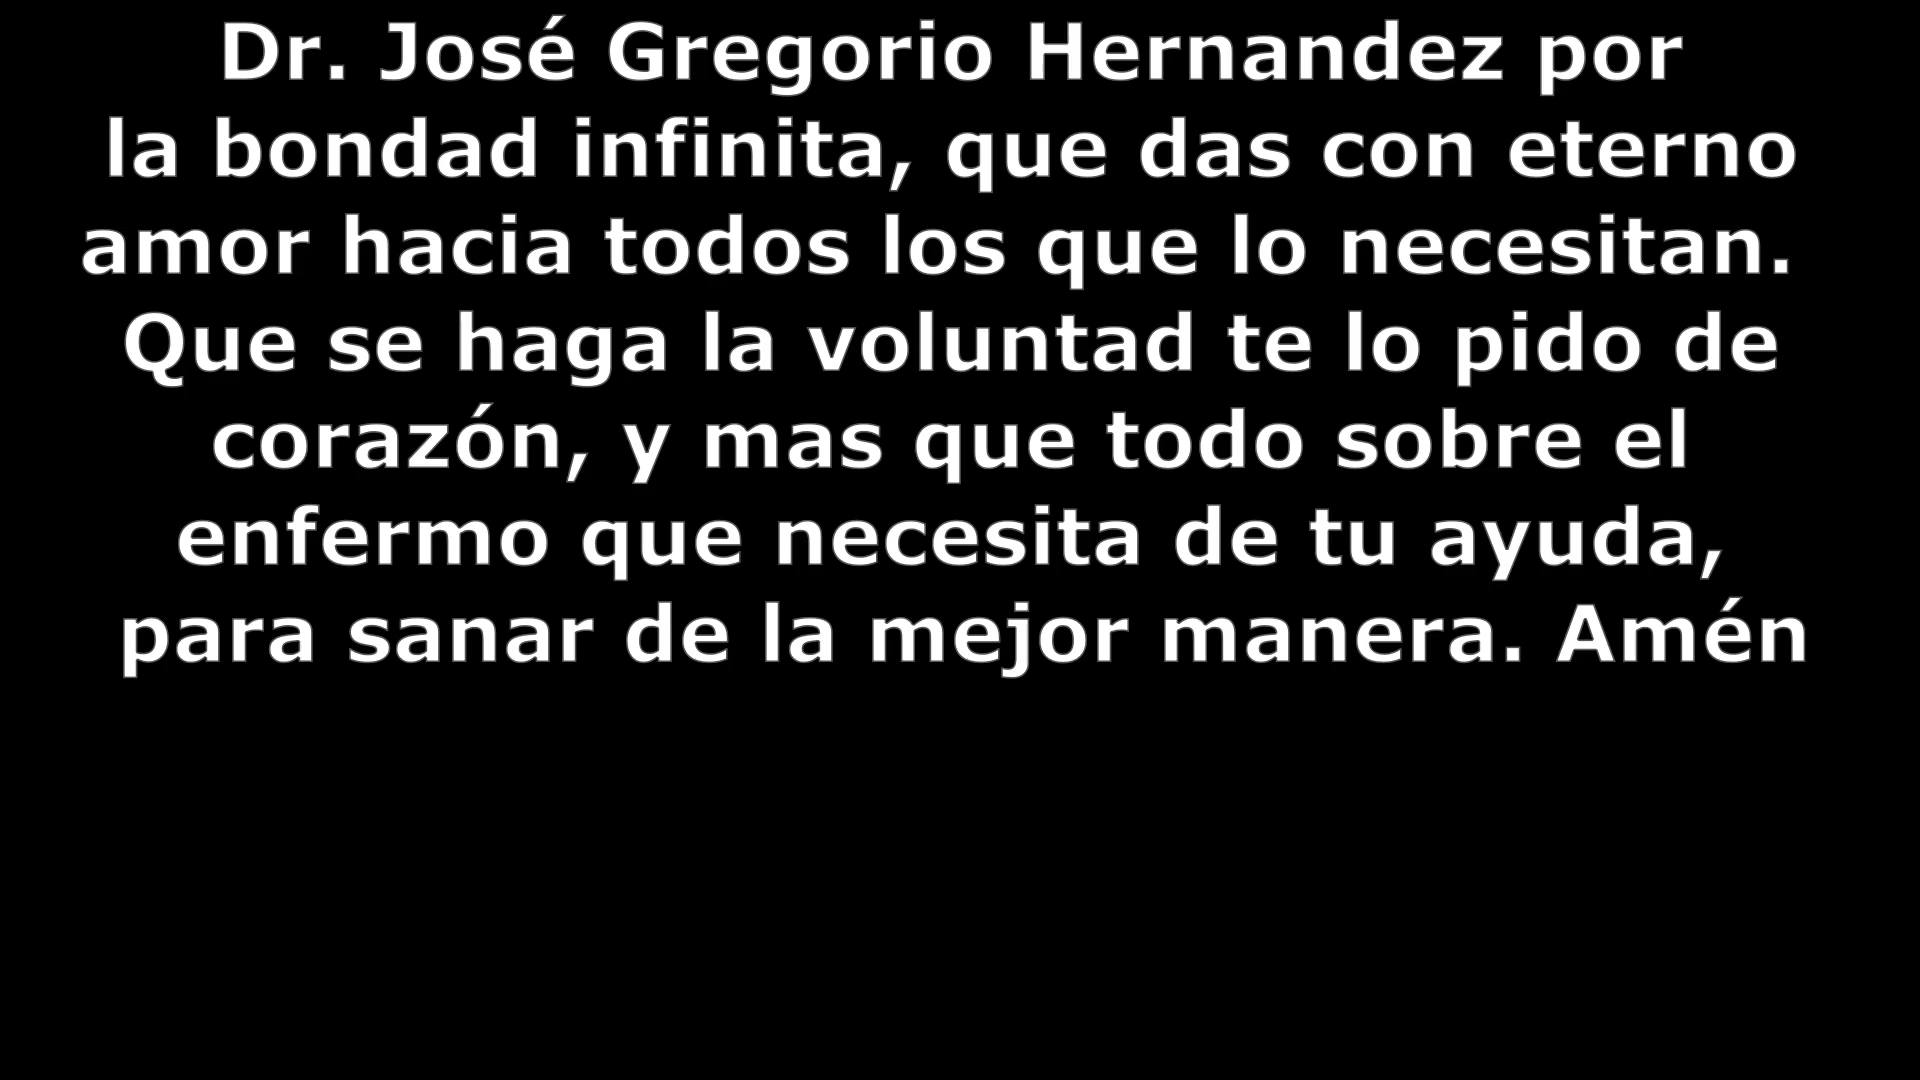 Dr. José Gregorio Hernandez por
la bondad infinita, que das con eterno
amor hacia todos los que lo necesitan.
Que se haga la voluntad te lo pido de
corazón, y mas que todo sobre el
enfermo que necesita de tu ayuda,
para sanar de la mejor manera. Amén